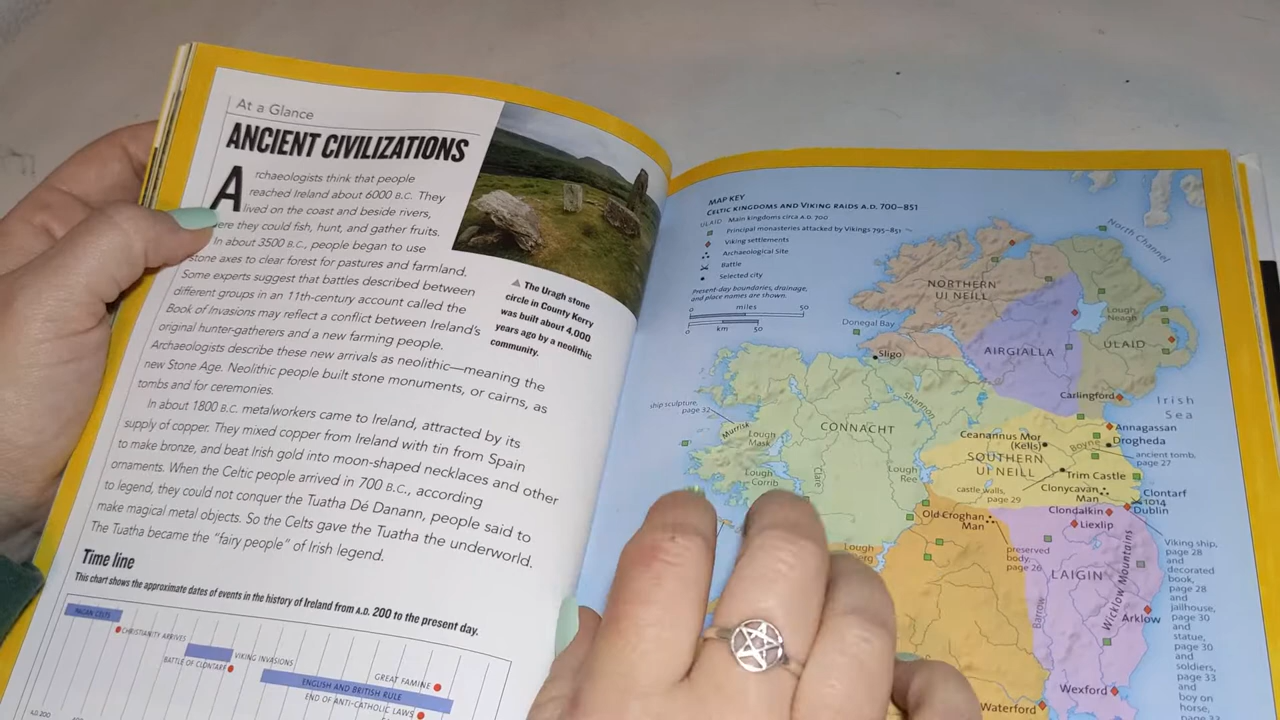 At a Glance
ANCIENT CIVILIZATIONS
Archaeologists think that people
reached Ireland about 6000 B.C. They
lived on the coast and beside rivers,
ere they could fish, hunt, and gather fruits.
In about 3500 B.C., people began to use
stone axes to clear forest for pastures and farmland.
Some experts suggest that battles described between
different groups in an 11th-century account called the
Book of Invasions may reflect a conflict between Ireland's
original hunter-gatherers and a new farming people.
Archaeologists describe these new arrivals as neolithic—meaning the
new Stone Age. Neolithic people built stone monuments, or cairns, as
tombs and for ceremonies.
In about 1800 B.C. metalworkers came to Ireland, attracted by its
supply of copper. They mixed copper from Ireland with tin from Spain
to make bronze, and beat Irish gold into moon-shaped necklaces and other
ornaments. When the Celtic people arrived in 700 B.C., according
to legend, they could not conquer the Tuatha Dé Danann, people said to
make magical metal objects. So the Celts gave the Tuatha the underworld.
The Tuatha became the "fairy people" of Irish legend.
▲ The Uragh stone
circle in County Kerry
was built about 4,000
years ago by a neolithic
community.
Time line
This chart shows the approximate dates of events in the history of Ireland from A.D. 200 to the present day.
PAGAN CELTS
CHRISTIANITY ARRIVES
VIKING INVASIONS
BATTLE OF CLONTARF
GREAT FAMINE
ENGLISH AND BRITISH RULE
END OF ANTI-CATHOLIC LAWS
A.D. 200
MAP KEY
CELTIC KINGDOMS AND VIKING RAIDS A.D. 700–851
ULAID Main kingdoms circa A.D. 700
Principal monasteries attacked by Vikings 795–851
Viking settlements
Archaeological Site
Battle
Selected city
Present-day boundaries, drainage,
and place names are shown.
0 miles 50
0 km 50
North Channel
NORTHERN
UI NEILL
Donegal Bay
Lough
Neagh
AIRGIALLA
ULAID
Sligo
Carlingford
Irish
Sea
ship sculpture,
page 32
Shannon
Murrisk
Lough
Mask
CONNACHT
Annagassan
Ceanannus Mor
(Kells)
Boyne
Drogheda
ancient tomb,
page 27
SOUTHERN
UI NEILL
Lough
Corrib
Clare
Lough
Ree
Trim Castle
castle walls,
page 29
Clonycavan
Man
Clontarf
1014
Clondalkin
Dublin
Old Croghan
Man
Liexlip
preserved
body,
page 26
Lough
Viking ship,
page 28
and
decorated
book,
page 28
and
jailhouse,
page 30
and
statue,
page 30
and
soldiers,
page 33
and
boy on
horse,
LAIGIN
Wicklow Mountains
Barrow
Arklow
Wexford
Waterford